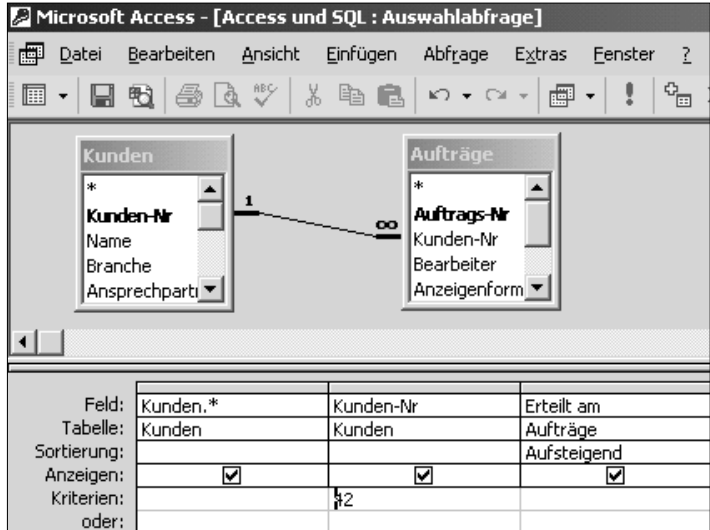 Microsoft Access - [Access und SQL : Auswahlabfrage]
Datei Bearbeiten Ansicht Einfügen Abfrage Extras Fenster ?
ABC
Kunden
*
Kunden-Nr
Name
Branche
Ansprechpart
1
∞
Aufträge
*
Auftrags-Nr
Kunden-Nr
Bearbeiter
Anzeigenform
Feld: Kunden.* Kunden-Nr Erteilt am
Tabelle: Kunden Kunden Aufträge
Sortierung: Aufsteigend
Anzeigen:
Kriterien: 42
oder: